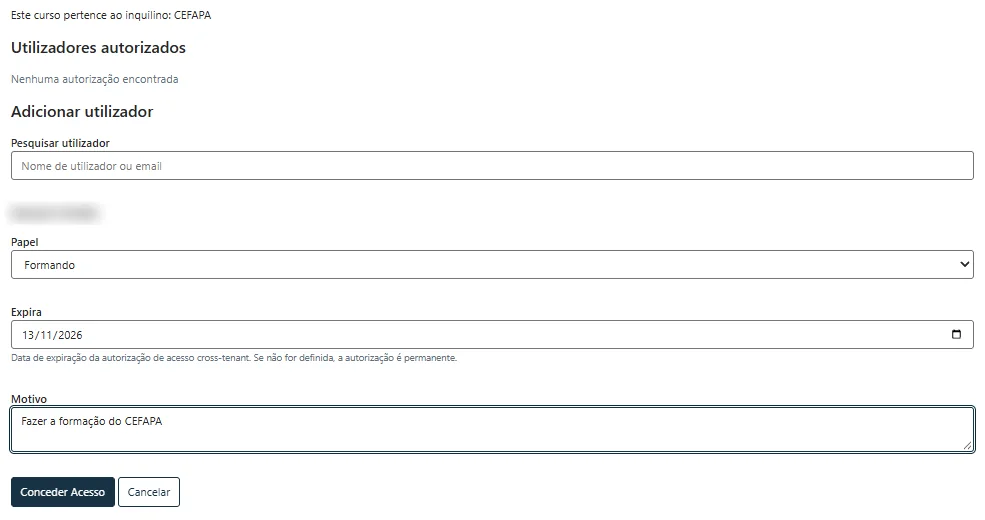 Este curso pertence ao inquilino: CEFAPA
Utilizadores autorizados
Nenhuma autorização encontrada
Adicionar utilizador
Pesquisar utilizador
Nome de utilizador ou email
Papel
Formando
Expira
13/11/2026
Data de expiração da autorização de acesso cross-tenant. Se não for definida, a autorização é permanente.
Motivo
Fazer a formação do CEFAPA
Conceder Acesso
Cancelar